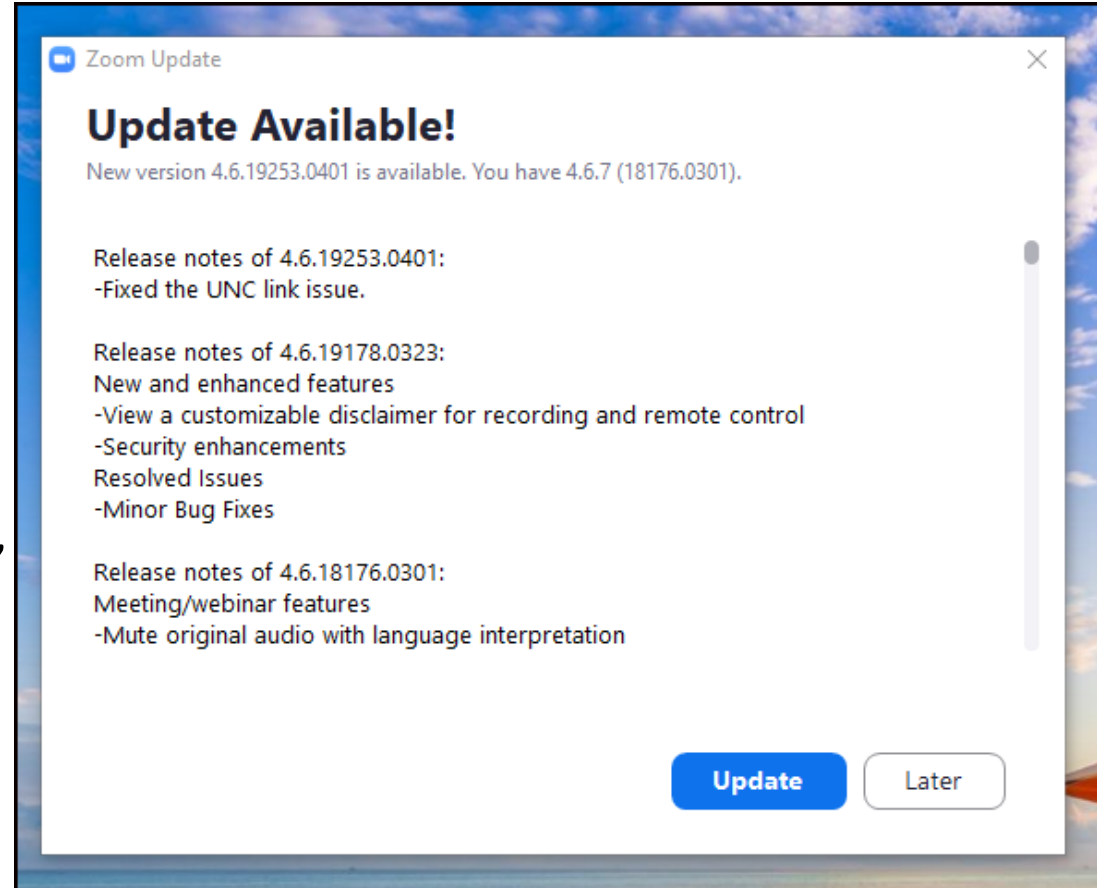 Zoom Update
Update Available!
New version 4.6.19253.0401 is available. You have 4.6.7 (18176.0301).
Release notes of 4.6.19253.0401:
-Fixed the UNC link issue.
Release notes of 4.6.19178.0323:
New and enhanced features
-View a customizable disclaimer for recording and remote control
-Security enhancements
Resolved Issues
-Minor Bug Fixes
,
Release notes of 4.6.18176.0301:
Meeting/webinar features
-Mute original audio with language interpretation
Update
Later